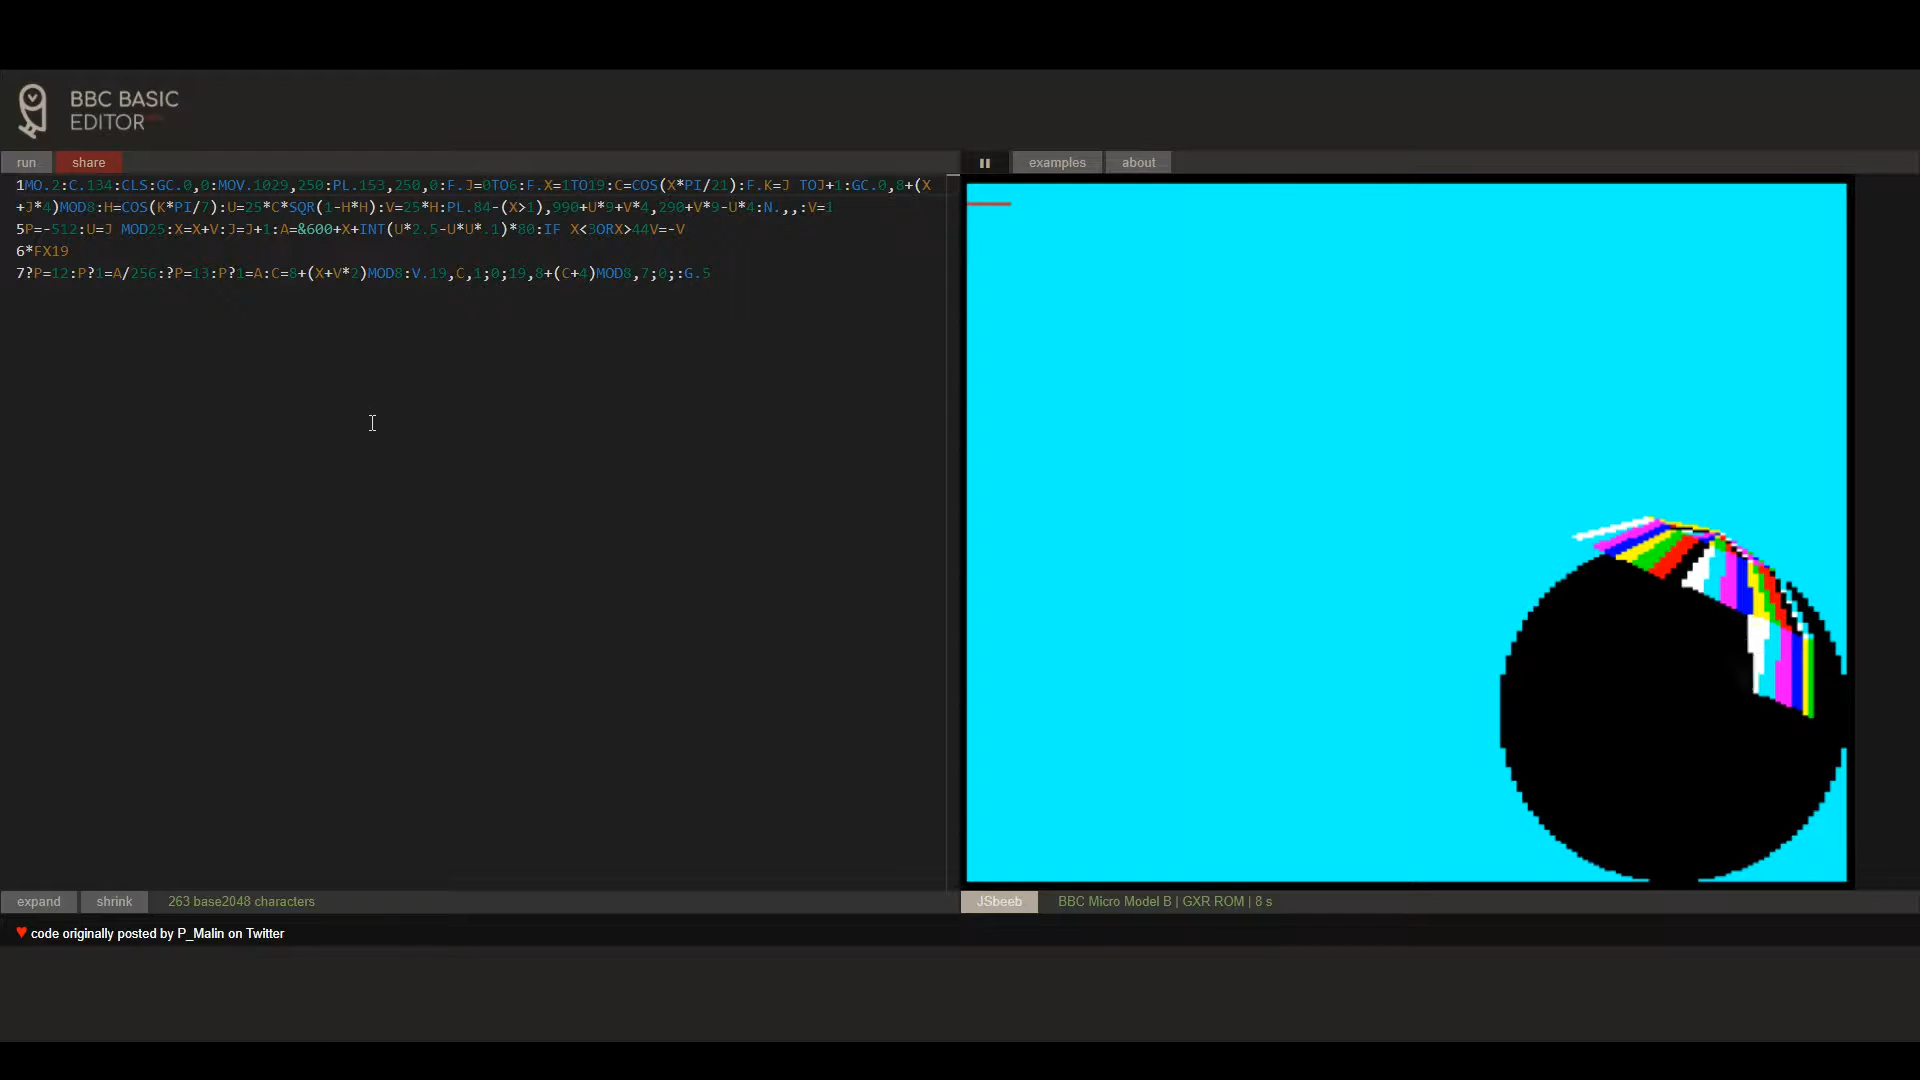 BBC BASIC
EDITOR
run share examples about
1MO.2:C.134:CLS:GC.0,0:MOV.1029,250:PL.153,250,0:F.J=0TO6:F.X=1TO19:C=COS(X*PI/21):F.K=J TOJ+1:GC.0,8+(X
+J*4)MOD8:H=COS(K*PI/7):U=25*C*SQR(1-H*H):V=25*H:PL.84-(X>1),990+U*9+V*4,290+V*9-U*4:N.,,:V=1
5P=-512:U=J MOD25:X=X+V:J=J+1:A=&600+X+INT(U*2.5-U*U*.1)*80:IF X<3ORX>44V=-V
6*FX19
7?P=12:P?1=A/256:?P=13:P?1=A:C=8+(X+V*2)MOD8:V.19,C,1;0;19,8+(C+4)MOD8,7;0;:G.5
expand shrink 263 base2048 characters JSbeeb BBC Micro Model B | GXR ROM | 8 s
♥ code originally posted by P_Malin on Twitter